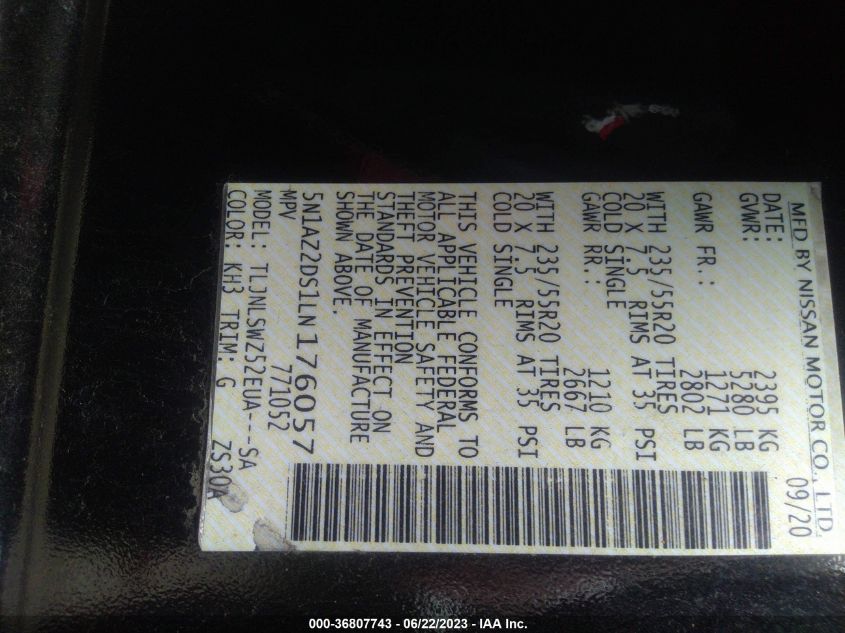 MFD BY NISSAN MOTOR CO., LTD.
DATE: 09/20
GVWR: 2395 KG
5280 LB
GAWR FR.: 1271 KG
2802 LB
WITH 235/55R20 TIRES
20 X 7.5 RIMS AT 35 PSI
COLD SINGLE
GAWR RR.: 1210 KG
2667 LB
WITH 235/55R20 TIRES
20 X 7.5 RIMS AT 35 PSI
COLD SINGLE
THIS VEHICLE CONFORMS TO
ALL APPLICABLE FEDERAL
MOTOR VEHICLE SAFETY AND
THEFT PREVENTION
STANDARDS IN EFFECT ON
THE DATE OF MANUFACTURE
SHOWN ABOVE.
5N1AZ2DS1LN176057
MPV 771052
MODEL: TLJNLSWZ52EUA---SA
COLOR: KH3 TRIM: G ZS30A
000-36807743 - 06/22/2023 - IAA Inc.